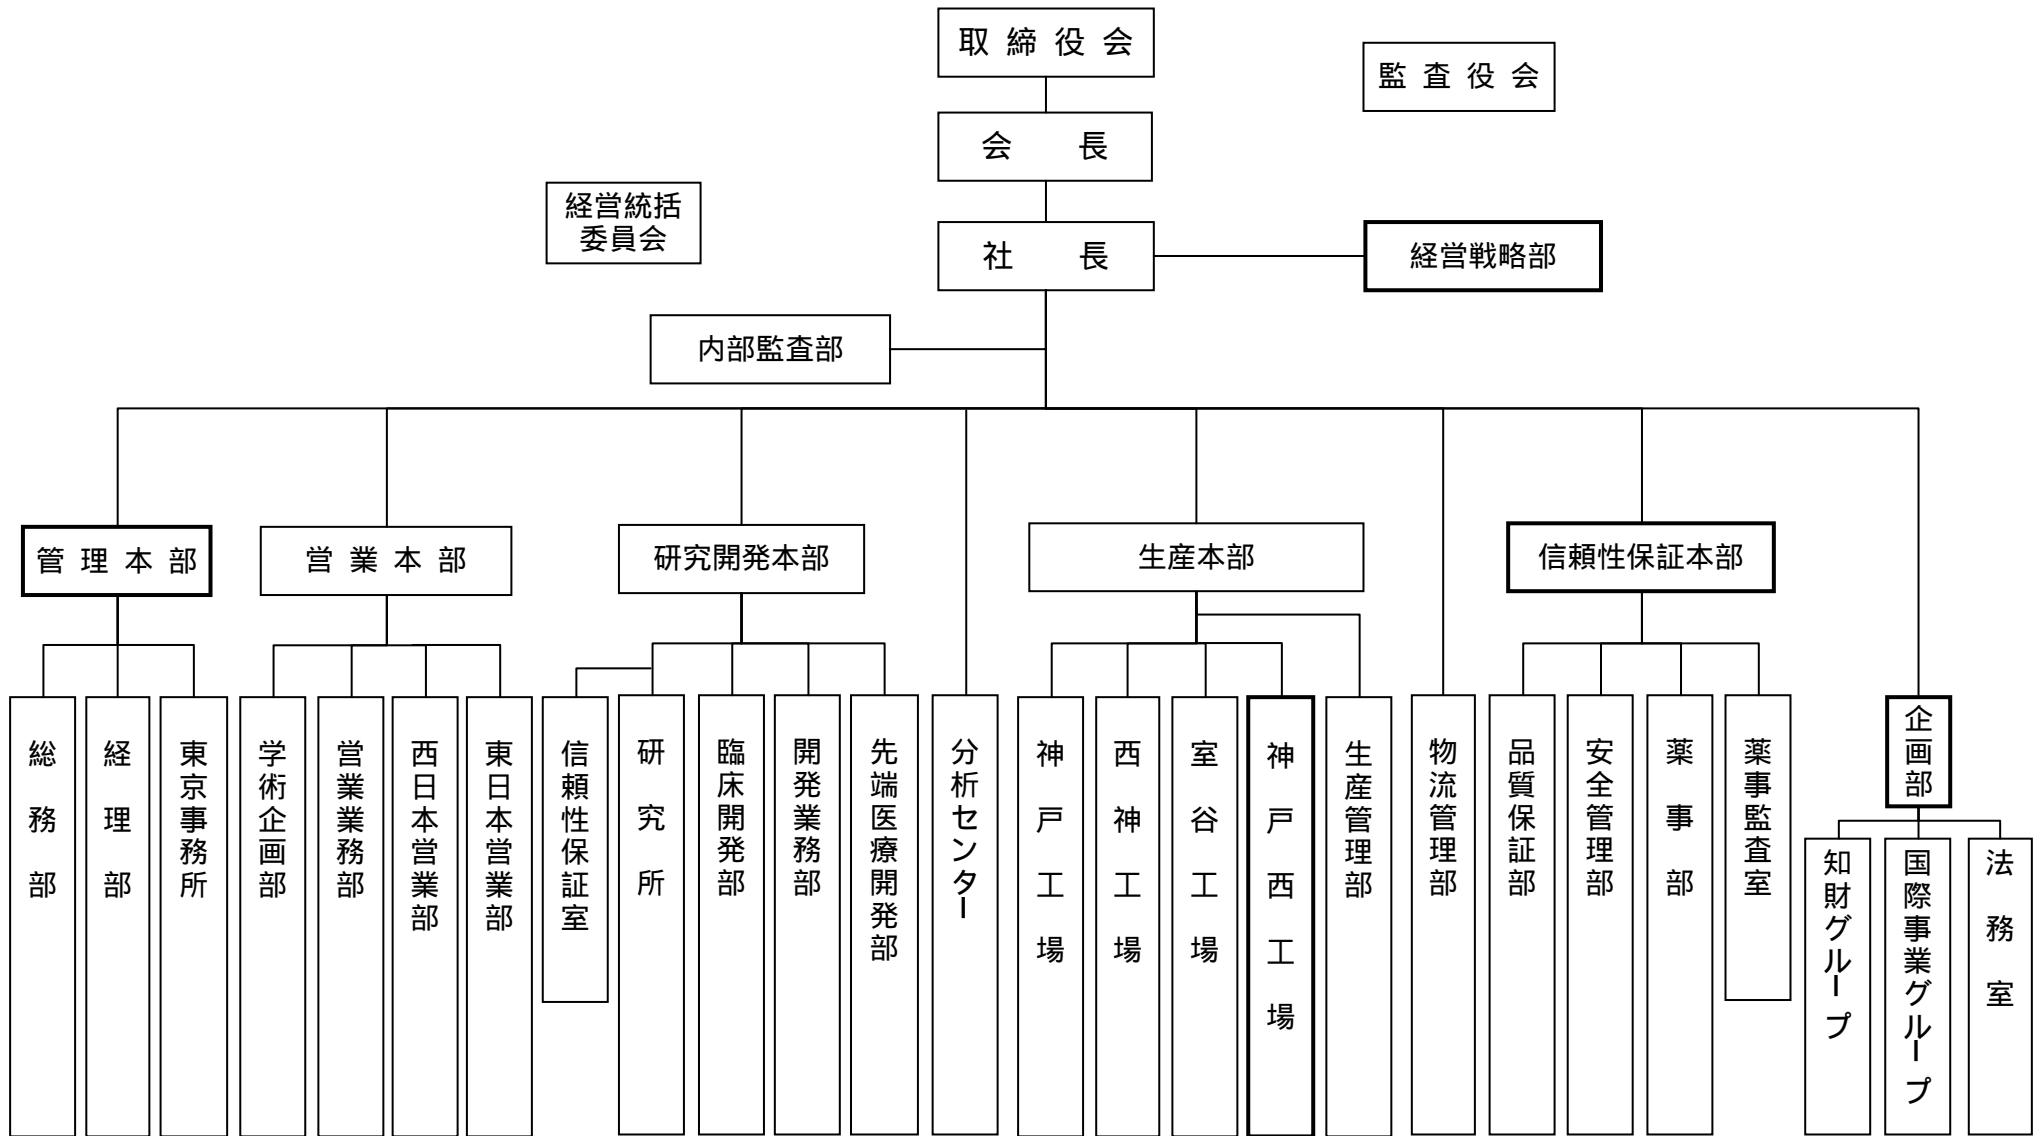 取 締 役 会
監 査 役 会
会 長
経営統括
委員会
社 長
経営戦略部
内部監査部
管 理 本 部
営 業 本 部
研究開発本部
生産本部
信頼性保証本部
総務部
経理部
東京事務所
学術企画部
営業業務部
西日本営業部
東日本営業部
信頼性保証室
研究所
臨床開発部
開発業務部
先端医療開発部
分析センター
神戸工場
西神工場
室谷工場
神戸西工場
生産管理部
物流管理部
品質保証部
安全管理部
薬事部
薬事監査室
企画部
知財グループ
国際事業グループ
法務室